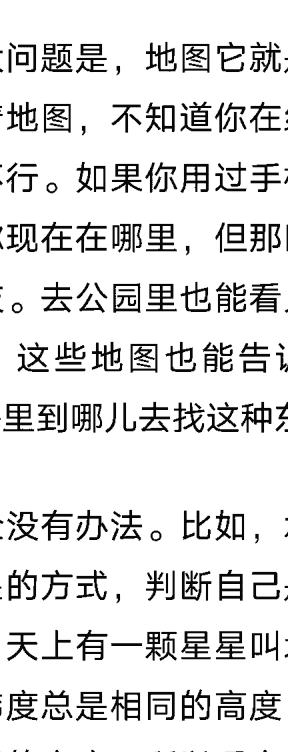 问题是，地图它就
地图，不知道你在
行。如果你用过手
现在在哪里，但那
。去公园里也能看
这些地图也能告
里到哪儿去找这种
没有办法。比如，
的方式，判断自己
天上有一颗星星叫
度总是相同的高度